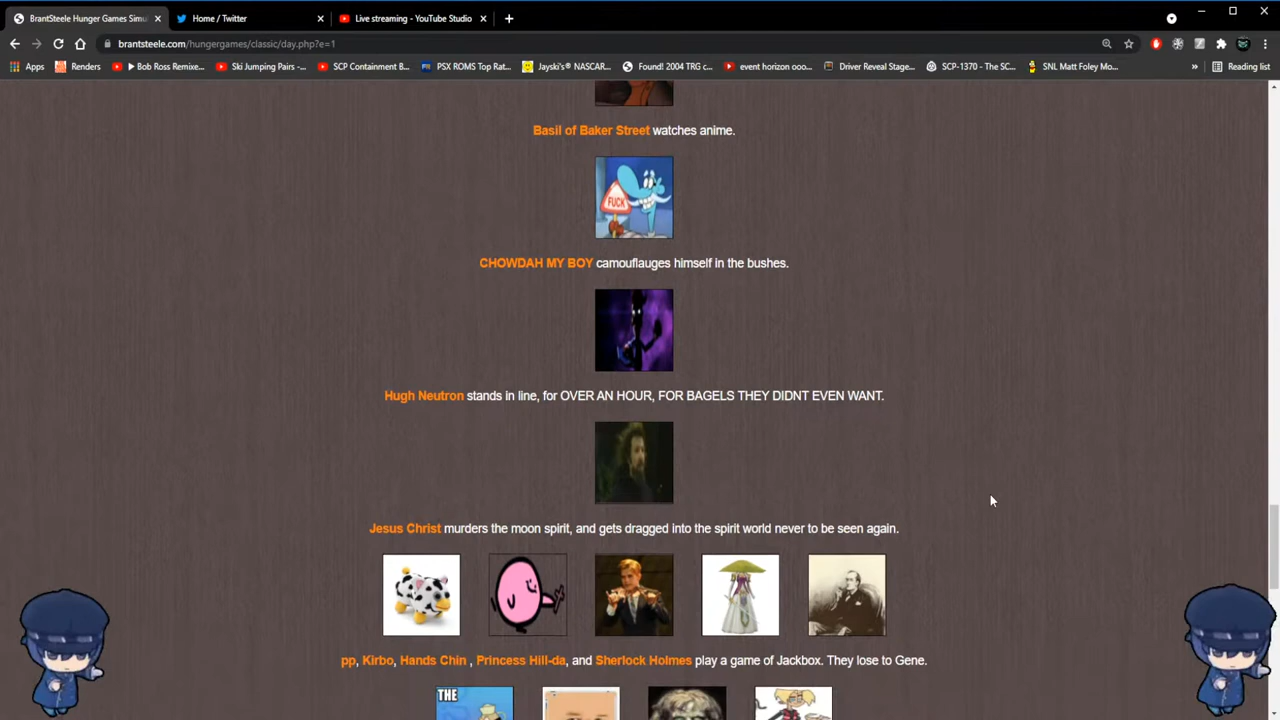 BrantSteele Hunger Games Simu
Home / Twitter
Live streaming - YouTube Studio
brantsteele.com/hungergames/classic/day.php?e=1
Apps
Renders
Bob Ross Remixe...
Ski Jumping Pairs -...
SCP Containment B...
PSX ROMS Top Rat...
Jayski's® NASCAR...
Found! 2004 TRG c...
event horizon ooo...
Driver Reveal Stage...
SCP-1370 - The SC...
SNL Matt Foley Mo...
Reading list
Basil of Baker Street watches anime.
FUCK
CHOWDAH MY BOY camouflauges himself in the bushes.
Hugh Neutron stands in line, for OVER AN HOUR, FOR BAGELS THEY DIDNT EVEN WANT.
Jesus Christ murders the moon spirit, and gets dragged into the spirit world never to be seen again.
pp, Kirbo, Hands Chin , Princess Hill-da, and Sherlock Holmes play a game of Jackbox. They lose to Gene.
THE